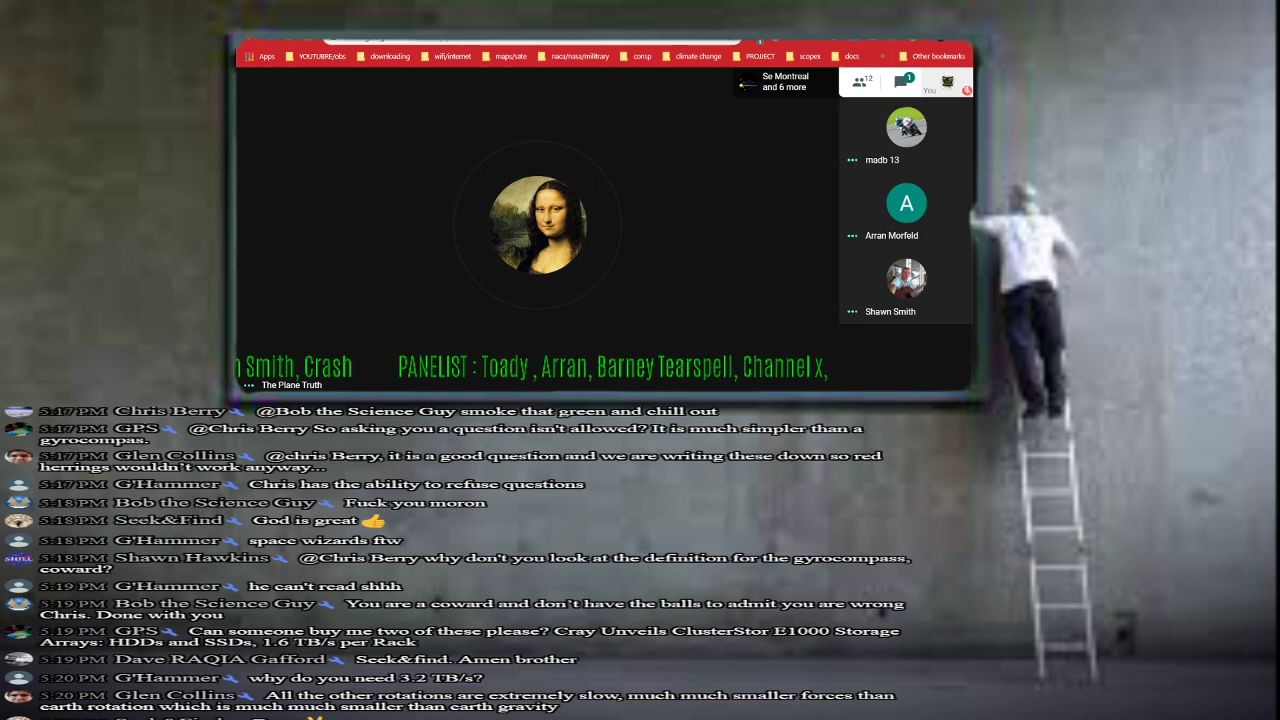 Apps YOUTUBRE/obs downloading wifi/internet maps/sate naca/nasa/militrary consp climate change PROJECT scopex docs Other bookmarks
Se Montreal
and 6 more
12
1
You
madb 13
A
Arran Morfeld
Shawn Smith
Smith, Crash PANELIST : Toady , Arran, Barney Tearspell, Channel x,
The Plane Truth
5:17 PM Chris Berry @Bob the Science Guy smoke that green and chill out
5:17 PM GPS @Chris Berry So asking you a question isn't allowed? It is much simpler than a
gyrocompas.
5:17 PM Glen Collins @chris Berry, it is a good question and we are writing these down so red
herrings wouldn't work anyway...
5:17 PM G'Hammer Chris has the ability to refuse questions
5:18 PM Bob the Science Guy Fuck you moron
5:18 PM Seek&Find God is great 👍
5:18 PM G'Hammer space wizards ftw
5:18 PM Shawn Hawkins @Chris Berry why don't you look at the definition for the gyrocompass,
coward?
5:19 PM G'Hammer he can't read shhh
5:19 PM Bob the Science Guy You are a coward and don't have the balls to admit you are wrong
Chris. Done with you
5:19 PM GPS Can someone buy me two of these please? Cray Unveils ClusterStor E1000 Storage
Arrays: HDDs and SSDs, 1.6 TB/s per Rack
5:19 PM Dave RAQIA Gafford Seek&find. Amen brother
5:20 PM G'Hammer why do you need 3.2 TB/s?
5:20 PM Glen Collins All the other rotations are extremely slow, much much smaller forces than
earth rotation which is much much smaller than earth gravity